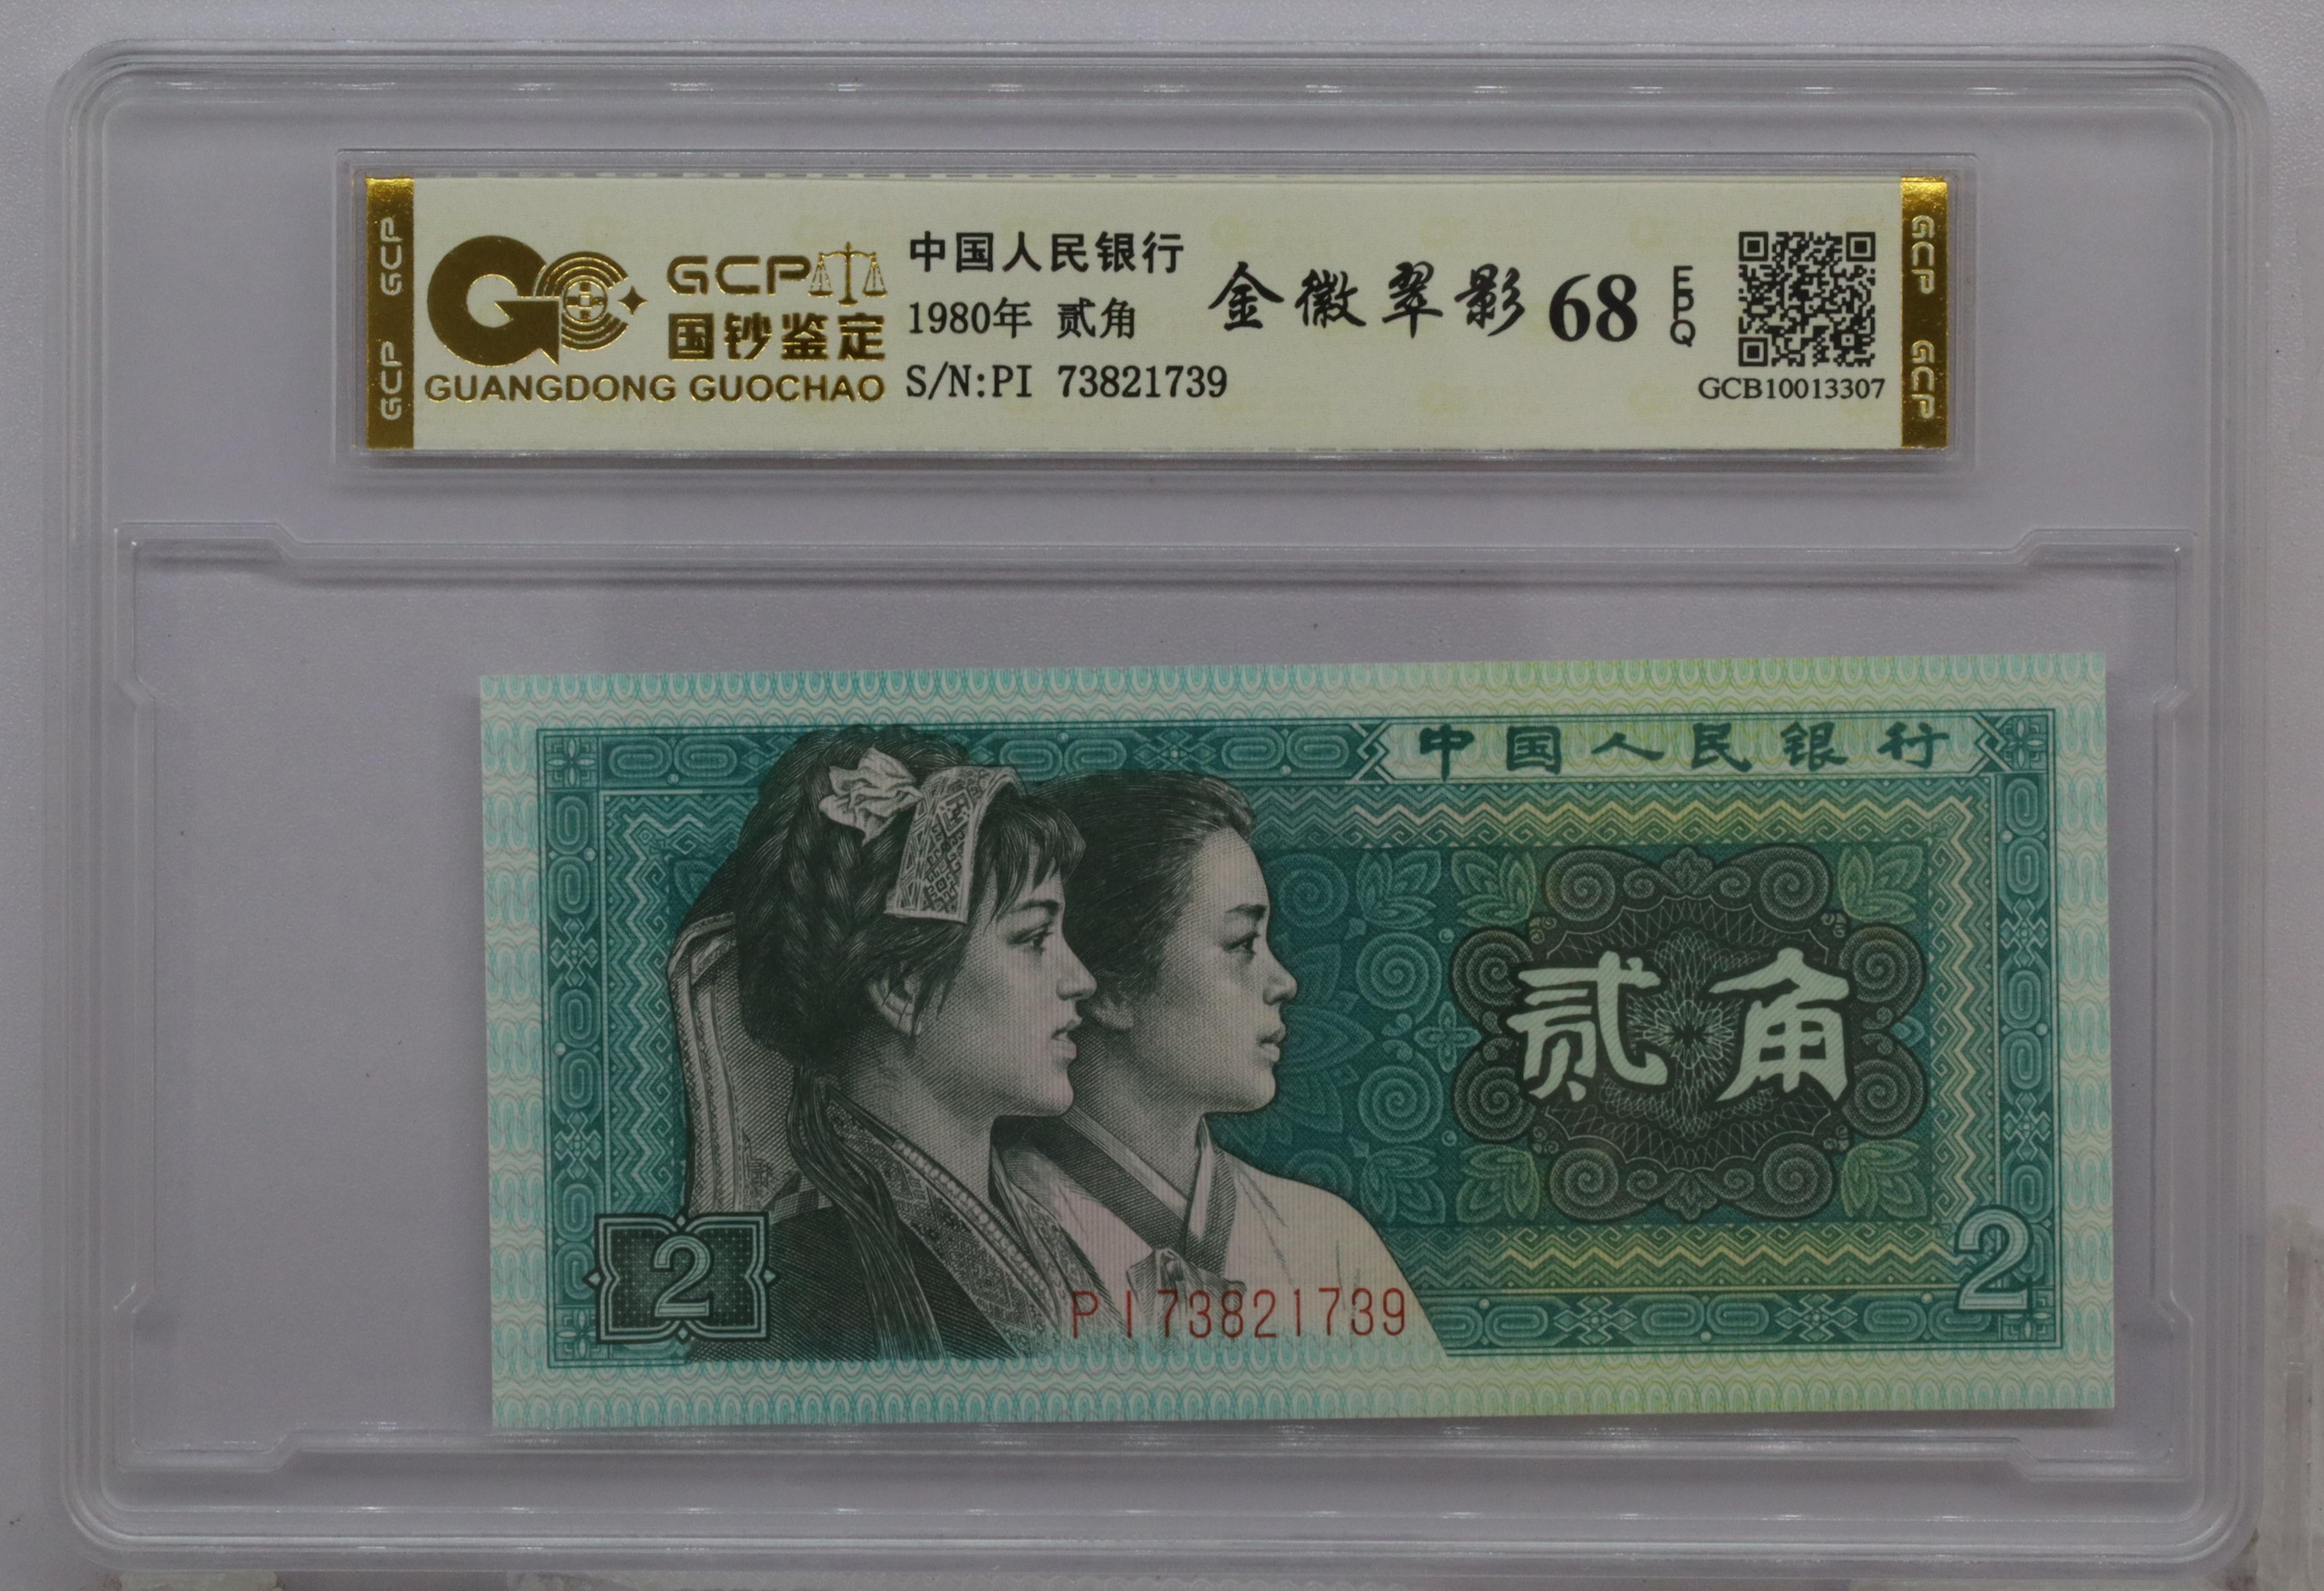 GCP GCP
GCP
国钞鉴定
GUANGDONG GUOCHAO
中国人民银行
1980年 贰角
S/N:PI 73821739
金徽翠影 68 EPQ
GCB10013307
GCP GCP
中国人民银行
贰角
2
2
PI73821739